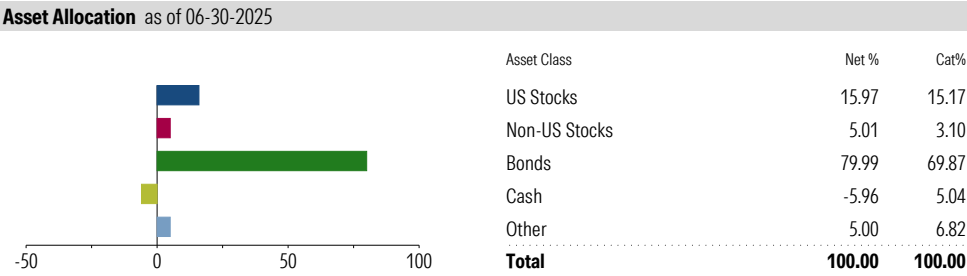 Asset Allocation as of 06-30-2025
Asset Class Net % Cat%
US Stocks 15.97 15.17
Non-US Stocks 5.01 3.10
Bonds 79.99 69.87
Cash -5.96 5.04
Other 5.00 6.82
Total 100.00 100.00
-50 0 50 100